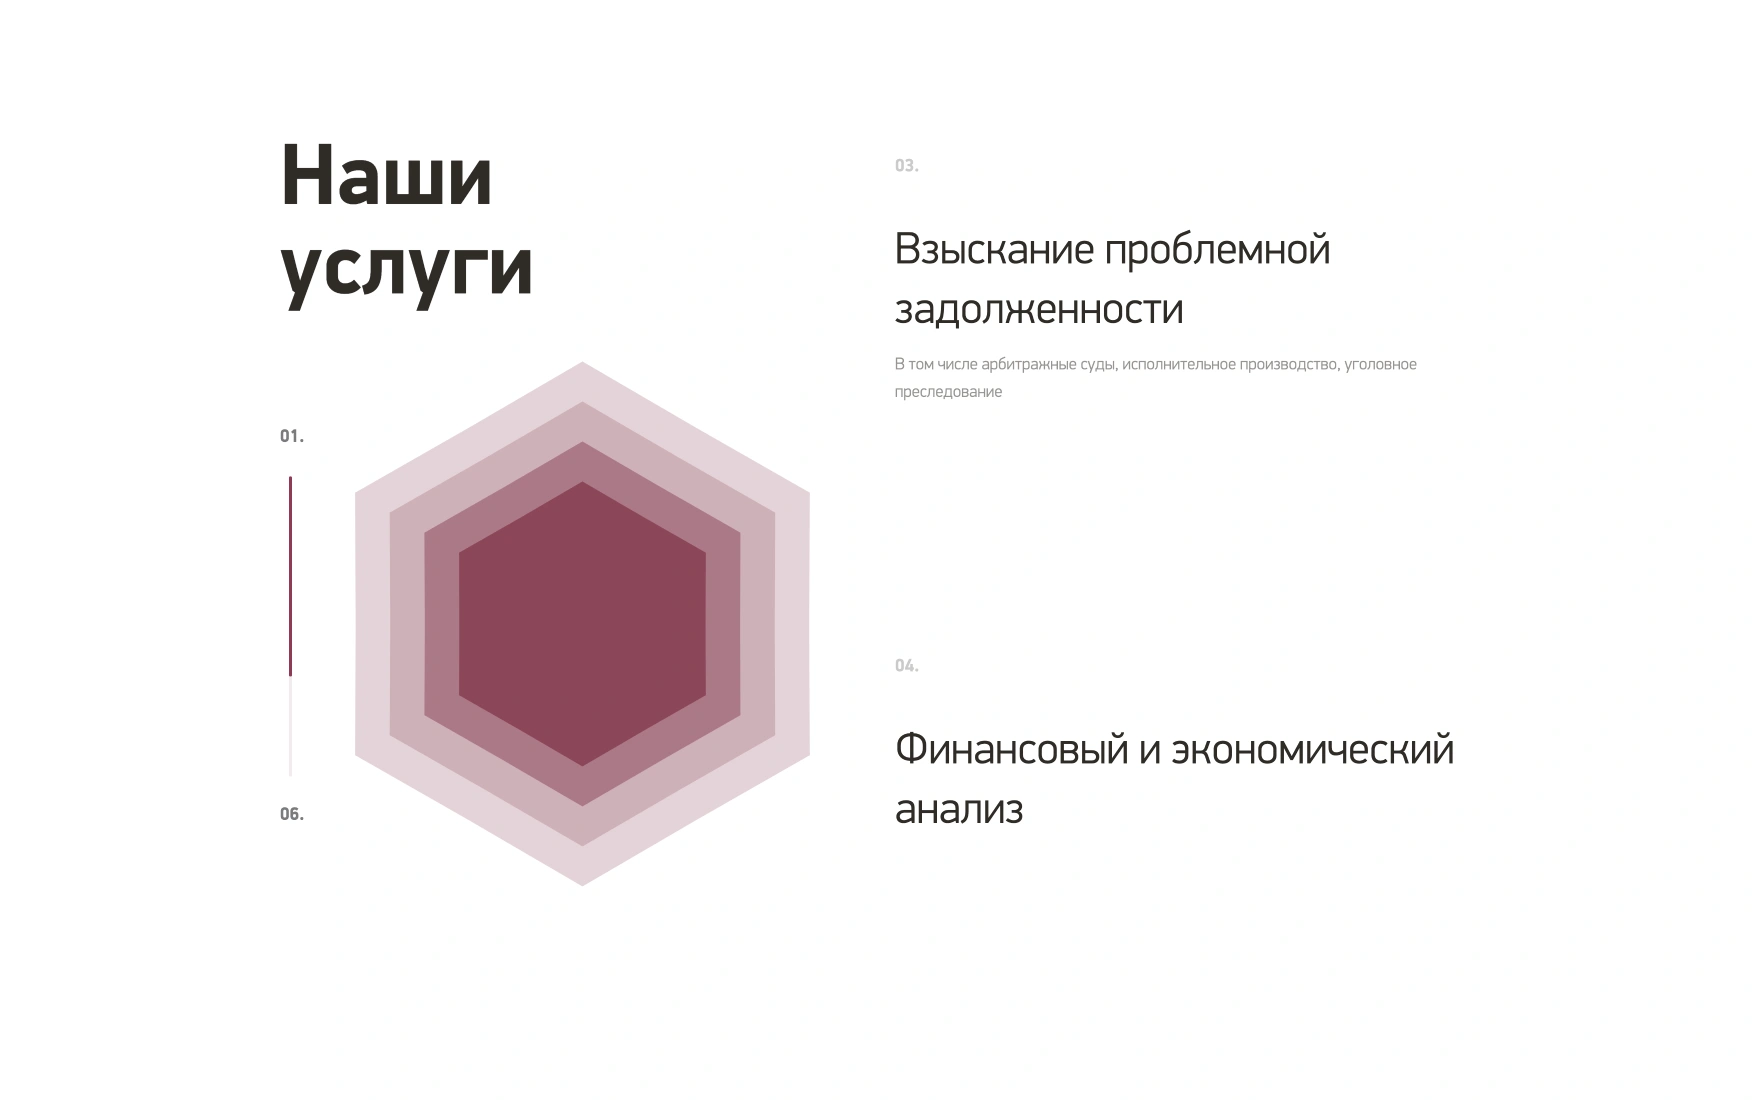 Наши
услуги
01.
06.
03.
Взыскание проблемной
задолженности
В том числе арбитражные суды, исполнительное производство, уголовное
преследование
04.
Финансовый и экономический
анализ